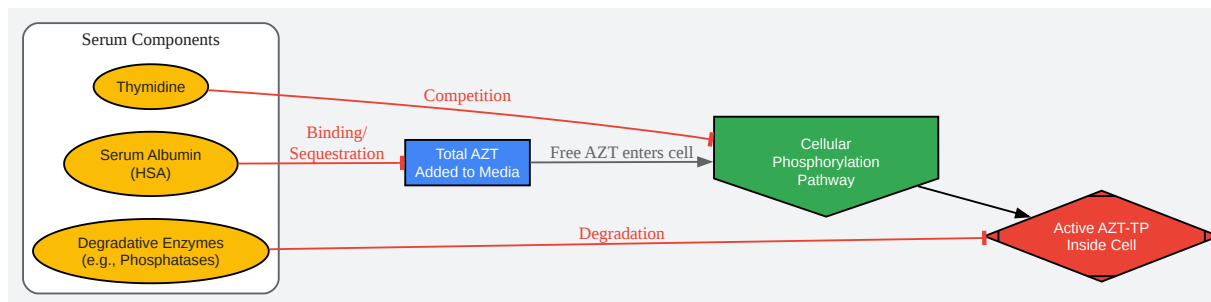 Serum Components
Thymidine
Competition
Serum Albumin
(HSA)
Binding/
Sequestration
Total AZT
Added to Media
Free AZT enters cell
Cellular
Phosphorylation
Pathway
Degradative Enzymes
(e.g., Phosphatases)
Degradation
Active AZT-TP
Inside Cell